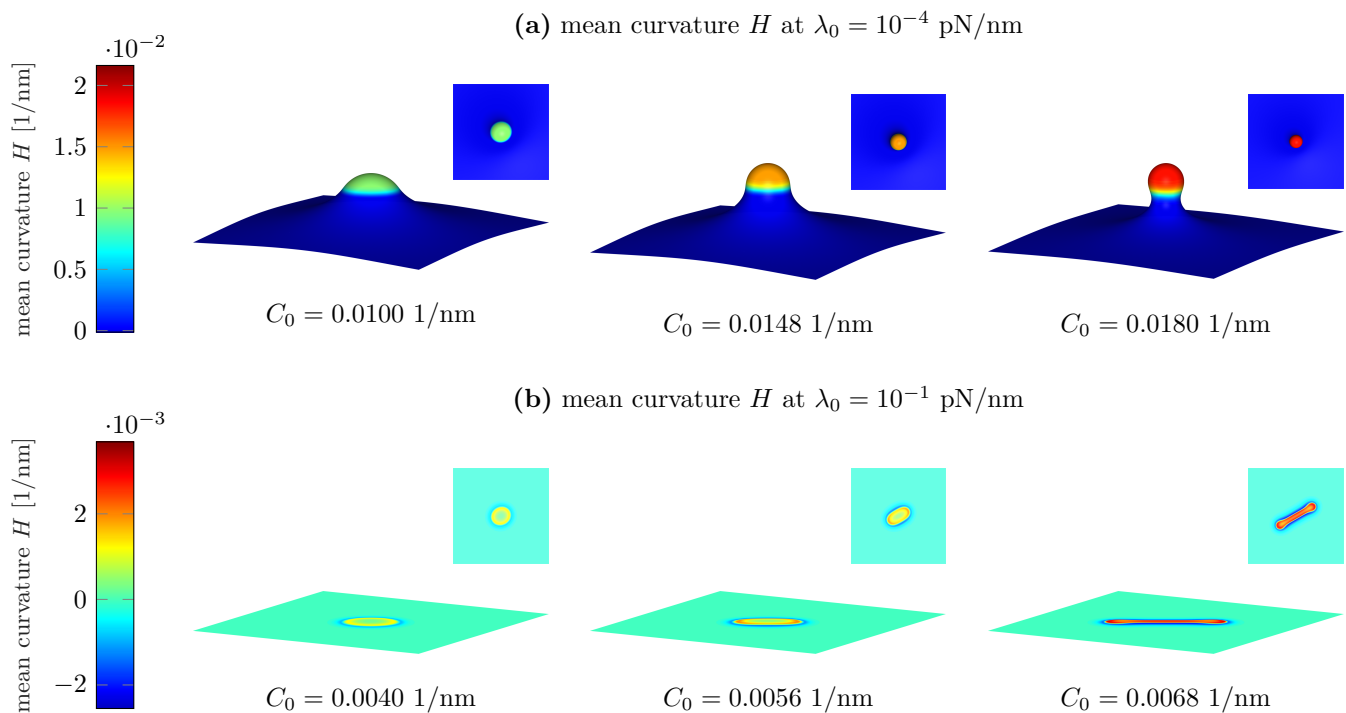 (a) mean curvature H at λ₀ = 10⁻⁴ pN/nm
·10⁻²
mean curvature H [1/nm]
2
1.5
1
0.5
0
C₀ = 0.0100 1/nm
C₀ = 0.0148 1/nm
C₀ = 0.0180 1/nm
(b) mean curvature H at λ₀ = 10⁻¹ pN/nm
·10⁻³
mean curvature H [1/nm]
2
0
−2
C₀ = 0.0040 1/nm
C₀ = 0.0056 1/nm
C₀ = 0.0068 1/nm